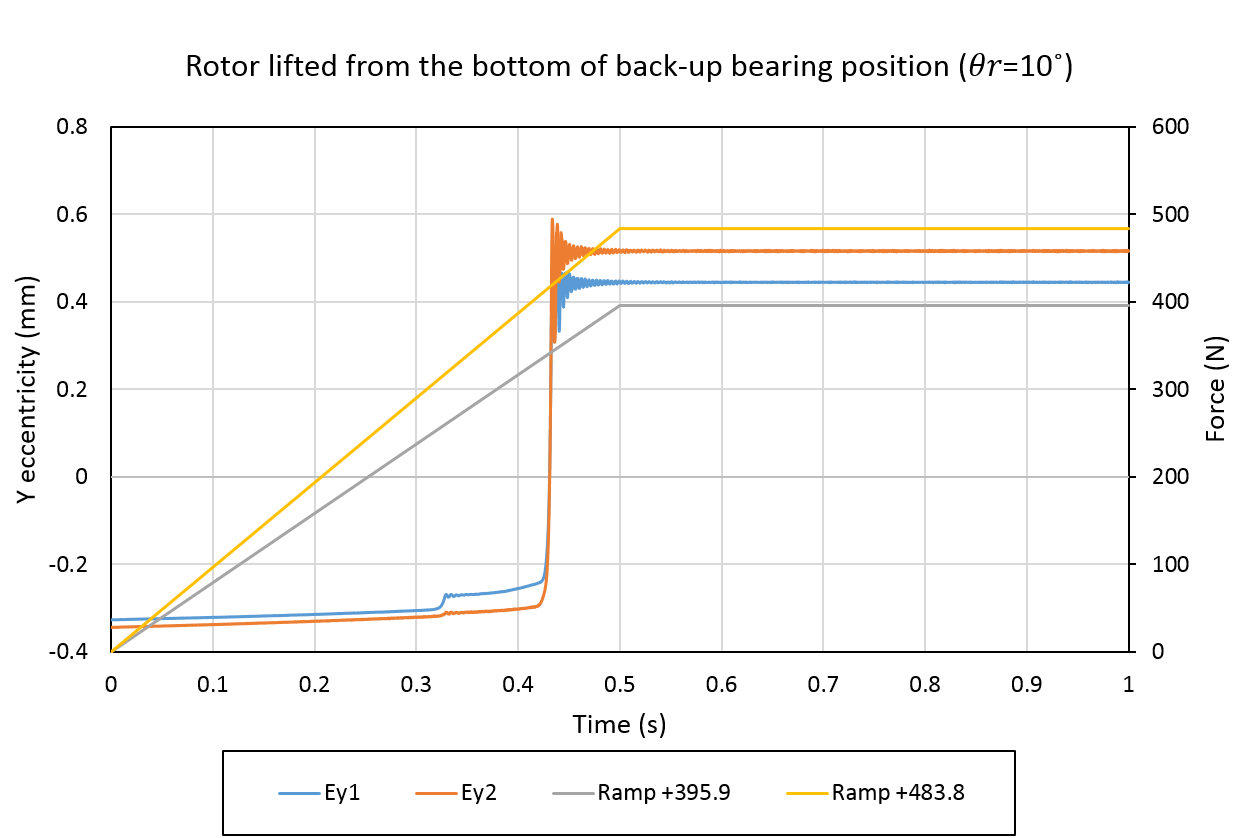 Rotor lifted from the bottom of back-up bearing position (𝜃𝑟=10˚)
0.8
0.6
0.4
0.2
0
-0.2
-0.4
Y eccentricity (mm)
600
500
400
300
200
100
0
Force (N)
0 0.1 0.2 0.3 0.4 0.5 0.6 0.7 0.8 0.9 1
Time (s)
Ey1 Ey2 Ramp +395.9 Ramp +483.8